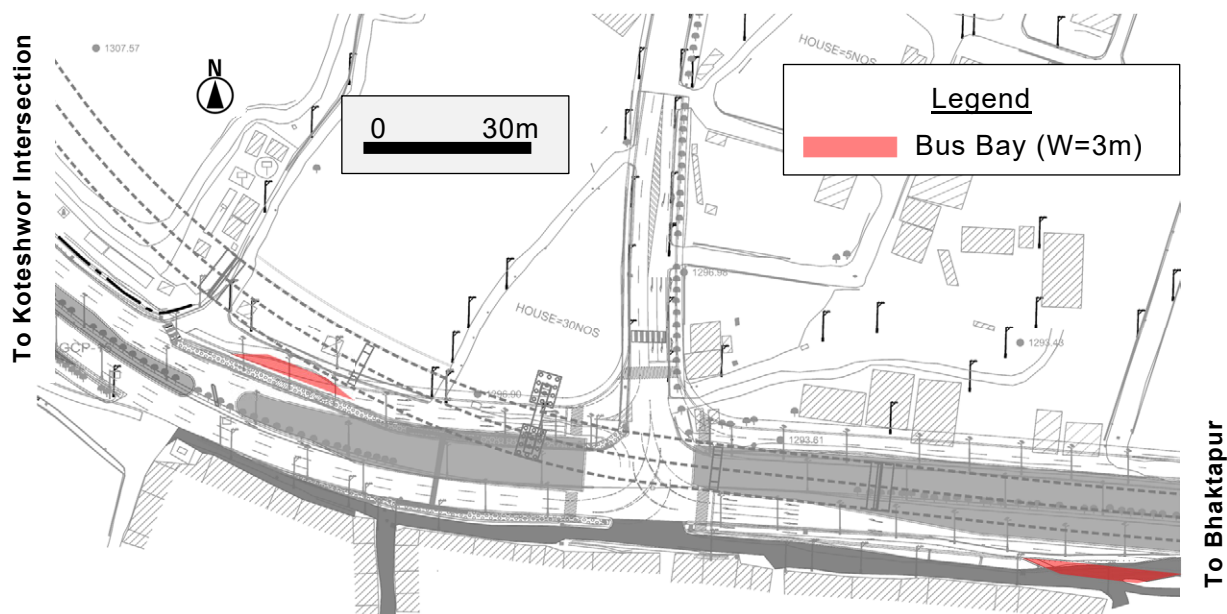 To Koteshwor Intersection
1307.57
N
0 30m
HOUSE=5NOS
Legend
Bus Bay (W=3m)
1296.98
HOUSE=30NOS
1293.43
GCP-
1293.61
To Bhaktapur